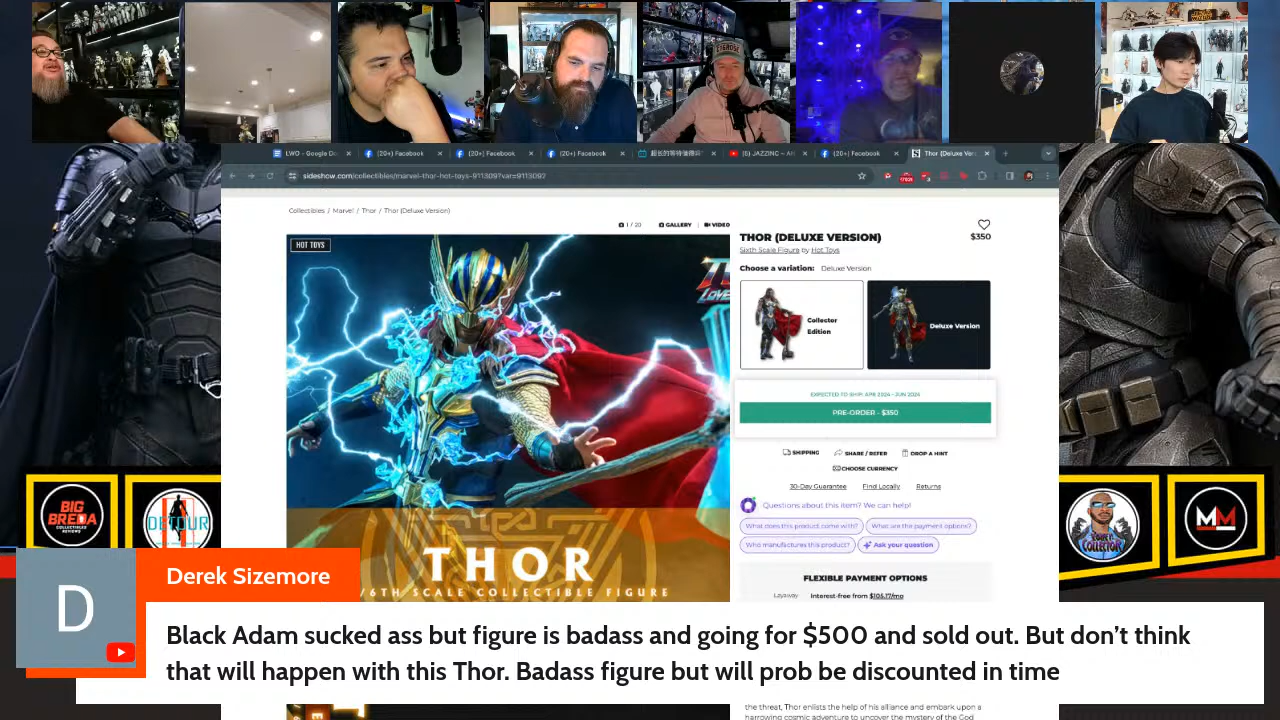 LWO - Google Do
(20+) Facebook
(20+) Facebook
(20+) Facebook
(6) JAZZINC - Al
(20+) Facebook
Thor (Deluxe Ver
sideshow.com/collectibles/marvel-thor-hot-toys-911309?var=9113092
Collectibles / Marvel / Thor / Thor (Deluxe Version)
1 / 20 GALLERY | VIDEO
HOT TOYS
THOR (DELUXE VERSION)
$350
Sixth Scale Figure by Hot Toys
Choose a variation: Deluxe Version
Collector
Edition
Deluxe Version
EXPECTED TO SHIP: APR 2024 - JUN 2024
PRE-ORDER - $350
SHIPPING SHARE / REFER DROP A HINT
CHOOSE CURRENCY
30-Day Guarantee Find Locally Returns
Questions about this item? We can help!
What does this product come with? What are the payment options?
Who manufactures this product? Ask your question
FLEXIBLE PAYMENT OPTIONS
Layaway Interest-free from $105.17/mo
THOR
/6TH SCALE COLLECTIBLE FIGURE
BIG
BREDA
COLLECTIBLES
REVIEWS
DETOUR
COLLECTOR
MM
D
Derek Sizemore
Black Adam sucked ass but figure is badass and going for $500 and sold out. But don't think
that will happen with this Thor. Badass figure but will prob be discounted in time
the threat, Thor enlists the help of his alliance and embark upon a
harrowing cosmic adventure to uncover the mystery of the God